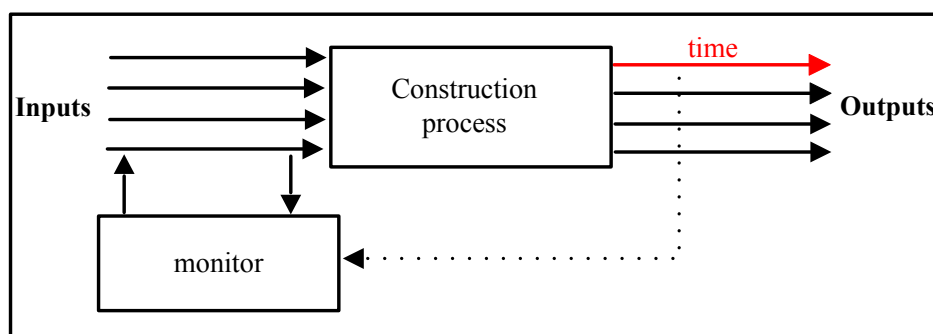 time
Inputs
Construction
process
Outputs
monitor